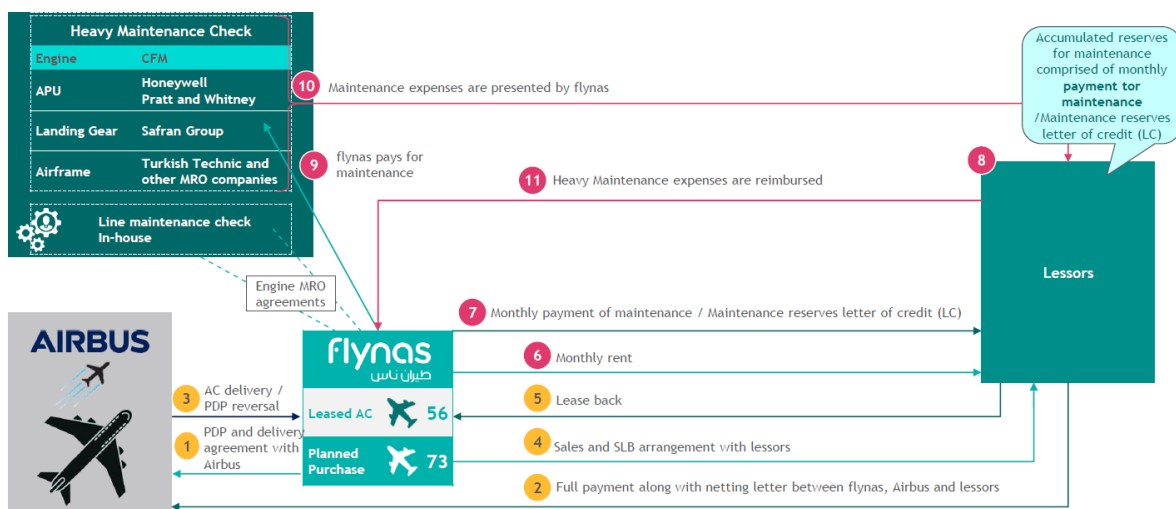 Heavy Maintenance Check
Engine CFM
APU Honeywell
Pratt and Whitney
Landing Gear Safran Group
Airframe Turkish Technic and
other MRO companies
Line maintenance check
In-house
10 Maintenance expenses are presented by flynas
9 flynas pays for
maintenance
11 Heavy Maintenance expenses are reimbursed
Accumulated reserves
for maintenance
comprised of monthly
payment tor
maintenance
/Maintenance reserves
letter of credit (LC)
8
Lessors
Engine MRO
agreements
7 Monthly payment of maintenance / Maintenance reserves letter of credit (LC)
6 Monthly rent
5 Lease back
4 Sales and SLB arrangement with lessors
2 Full payment along with netting letter between flynas, Airbus and lessors
AIRBUS
3 AC delivery /
PDP reversal
1 PDP and delivery
agreement with
Airbus
flynas
طيران ناس
Leased AC 56
Planned
Purchase 73